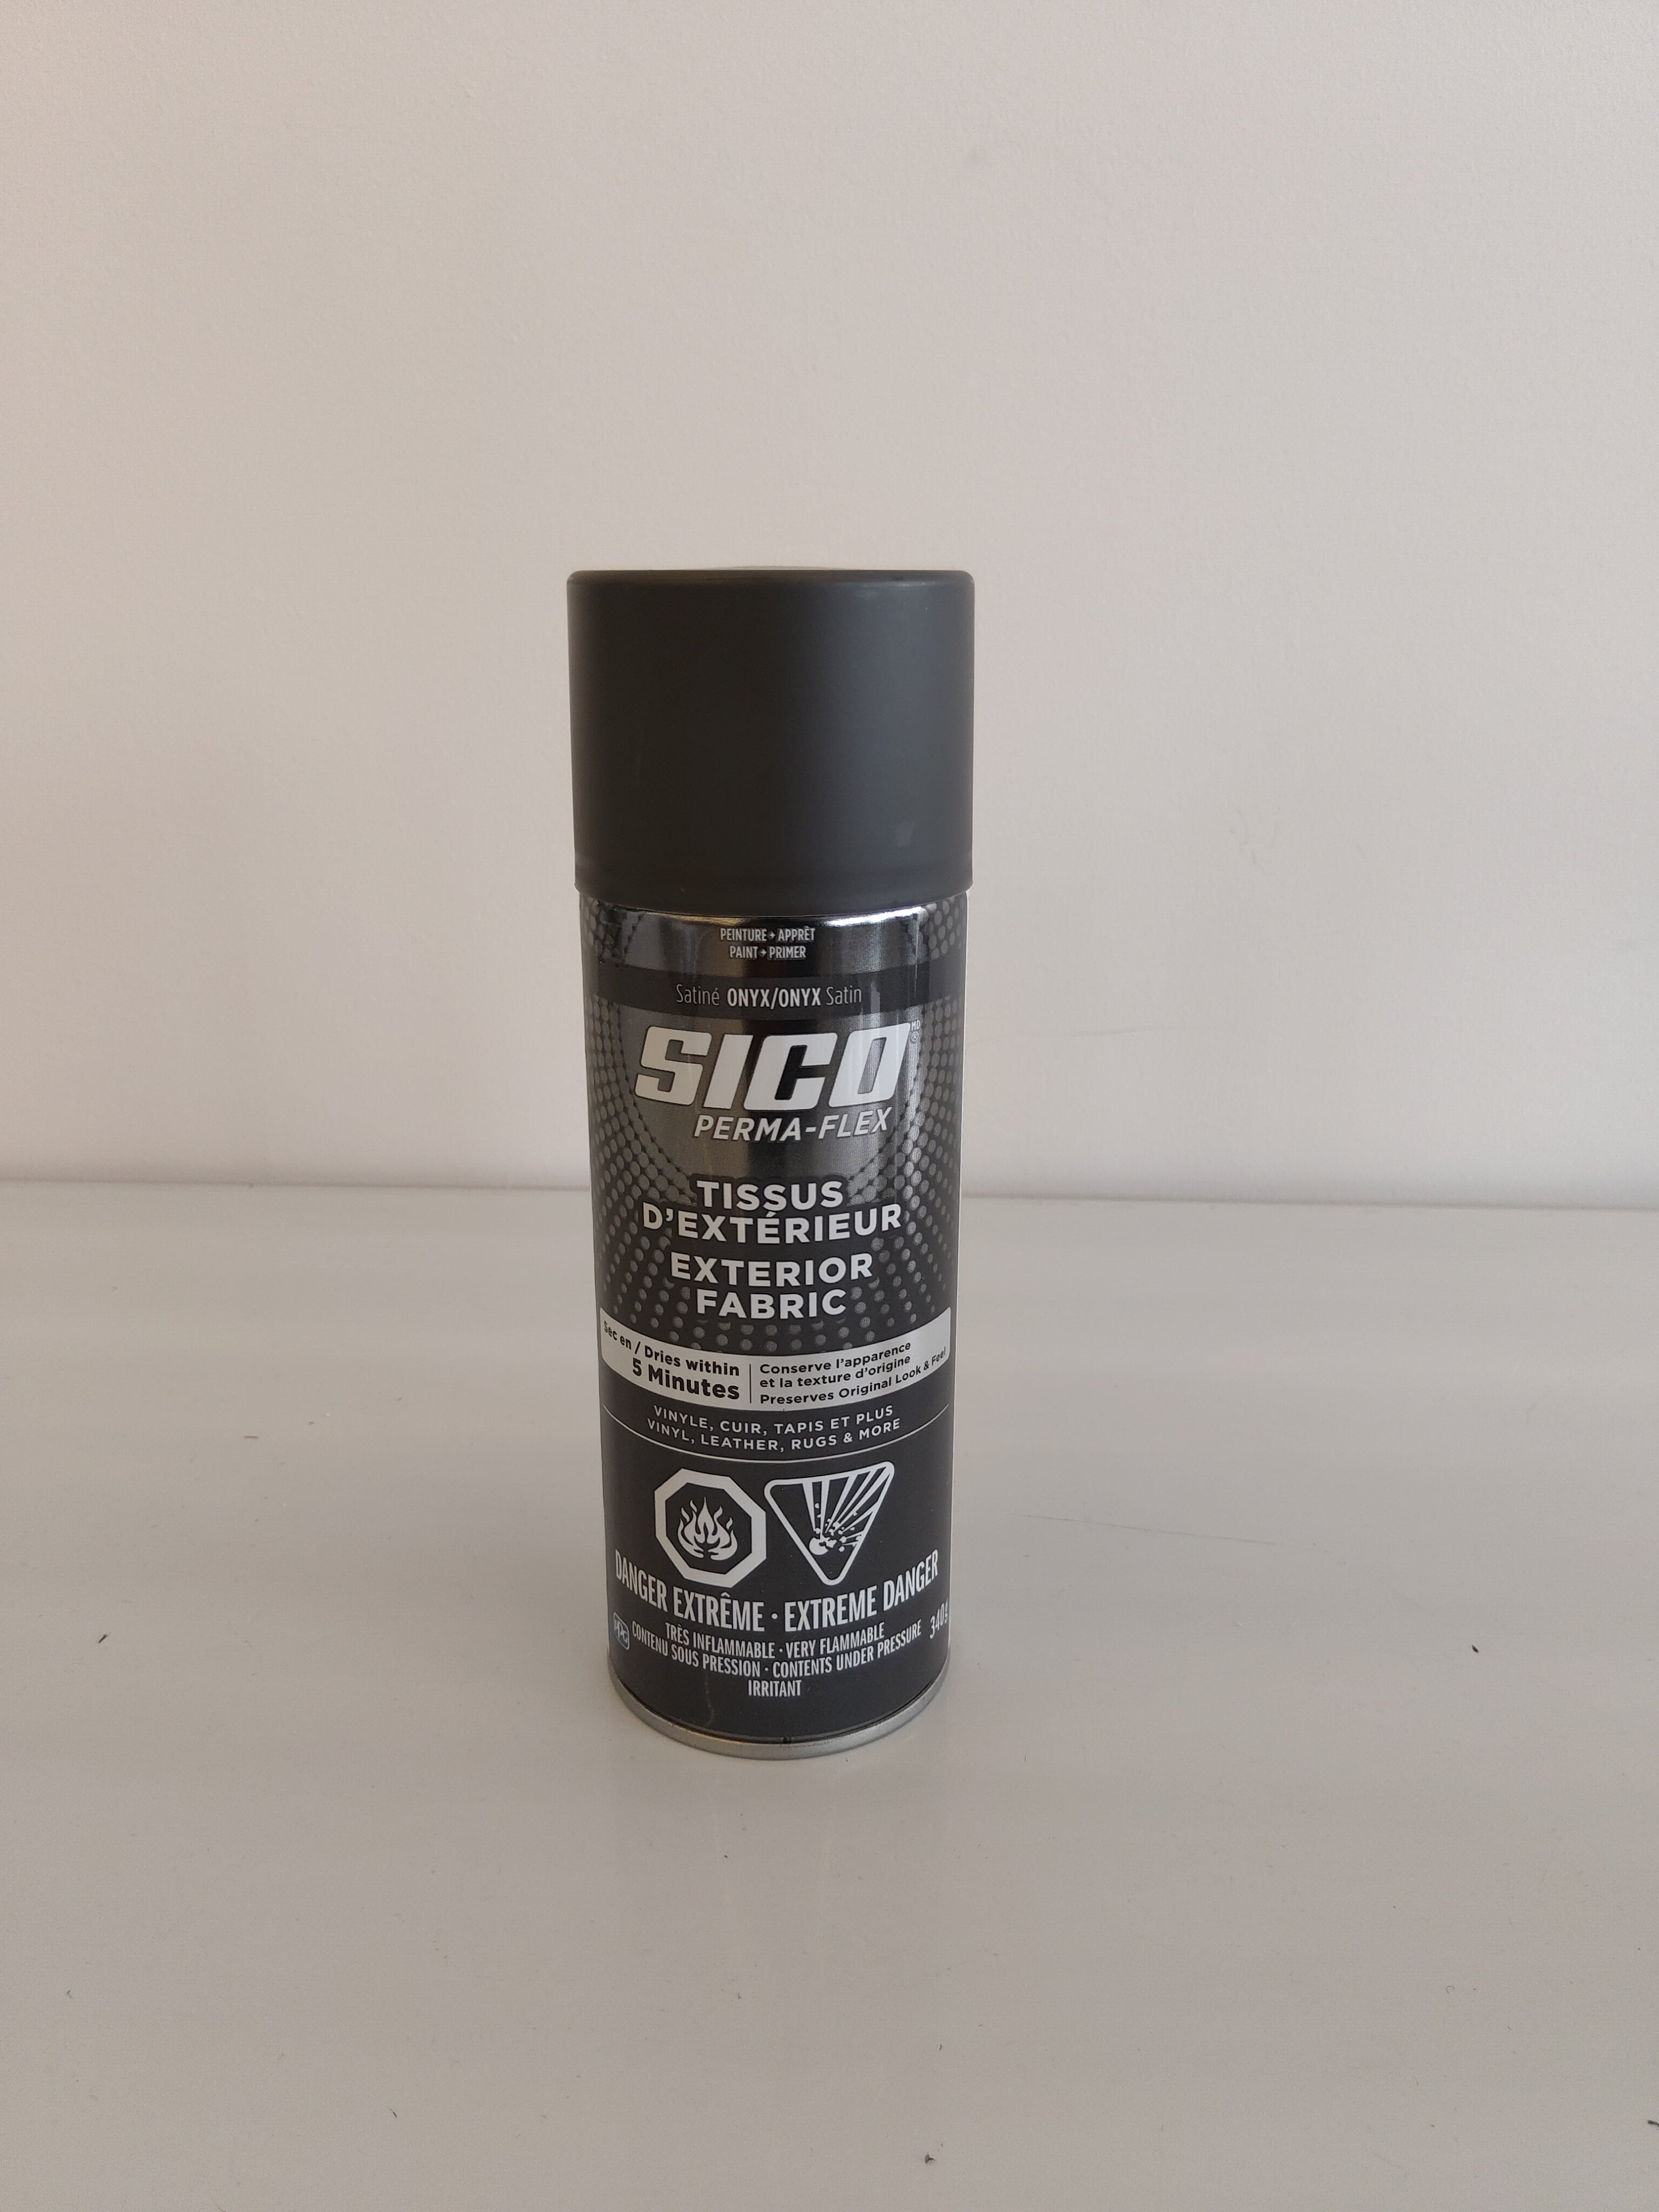 PEINTURE + APPRÊT
PAINT + PRIMER
Satiné ONYX/ONYX Satin
SICO MD
PERMA-FLEX
TISSUS
D'EXTÉRIEUR
EXTERIOR
FABRIC
Sec en / Dries within
5 Minutes
Conserve l'apparence
et la texture d'origine
Preserves Original Look & Feel
VINYLE, CUIR, TAPIS ET PLUS
VINYL, LEATHER, RUGS & MORE
DANGER EXTRÊME · EXTREME DANGER
TRÈS INFLAMMABLE · VERY FLAMMABLE
PPG CONTENU SOUS PRESSION · CONTENTS UNDER PRESSURE 340g
IRRITANT